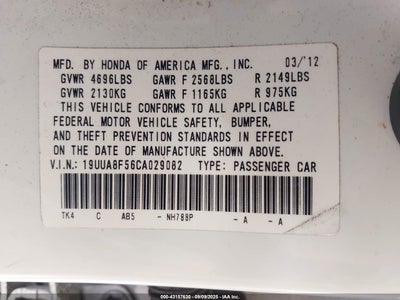 MFD. BY HONDA OF AMERICA MFG., INC. 03/'12
GVWR 4696LBS GAWR F 2568LBS R 2149LBS
GVWR 2130KG GAWR F 1165KG R 975KG
THIS VEHICLE CONFORMS TO ALL APPLICABLE
FEDERAL MOTOR VEHICLE SAFETY, BUMPER,
AND THEFT PREVENTION STANDARDS IN EFFECT
ON THE DATE OF MANUFACTURE SHOWN ABOVE.
V.I.N.: 19UUA8F56CA029082 TYPE: PASSENGER CAR
TK4 C AB5 - NH788P - A - A
000-43157630 - 09/09/2025 - IAA Inc.